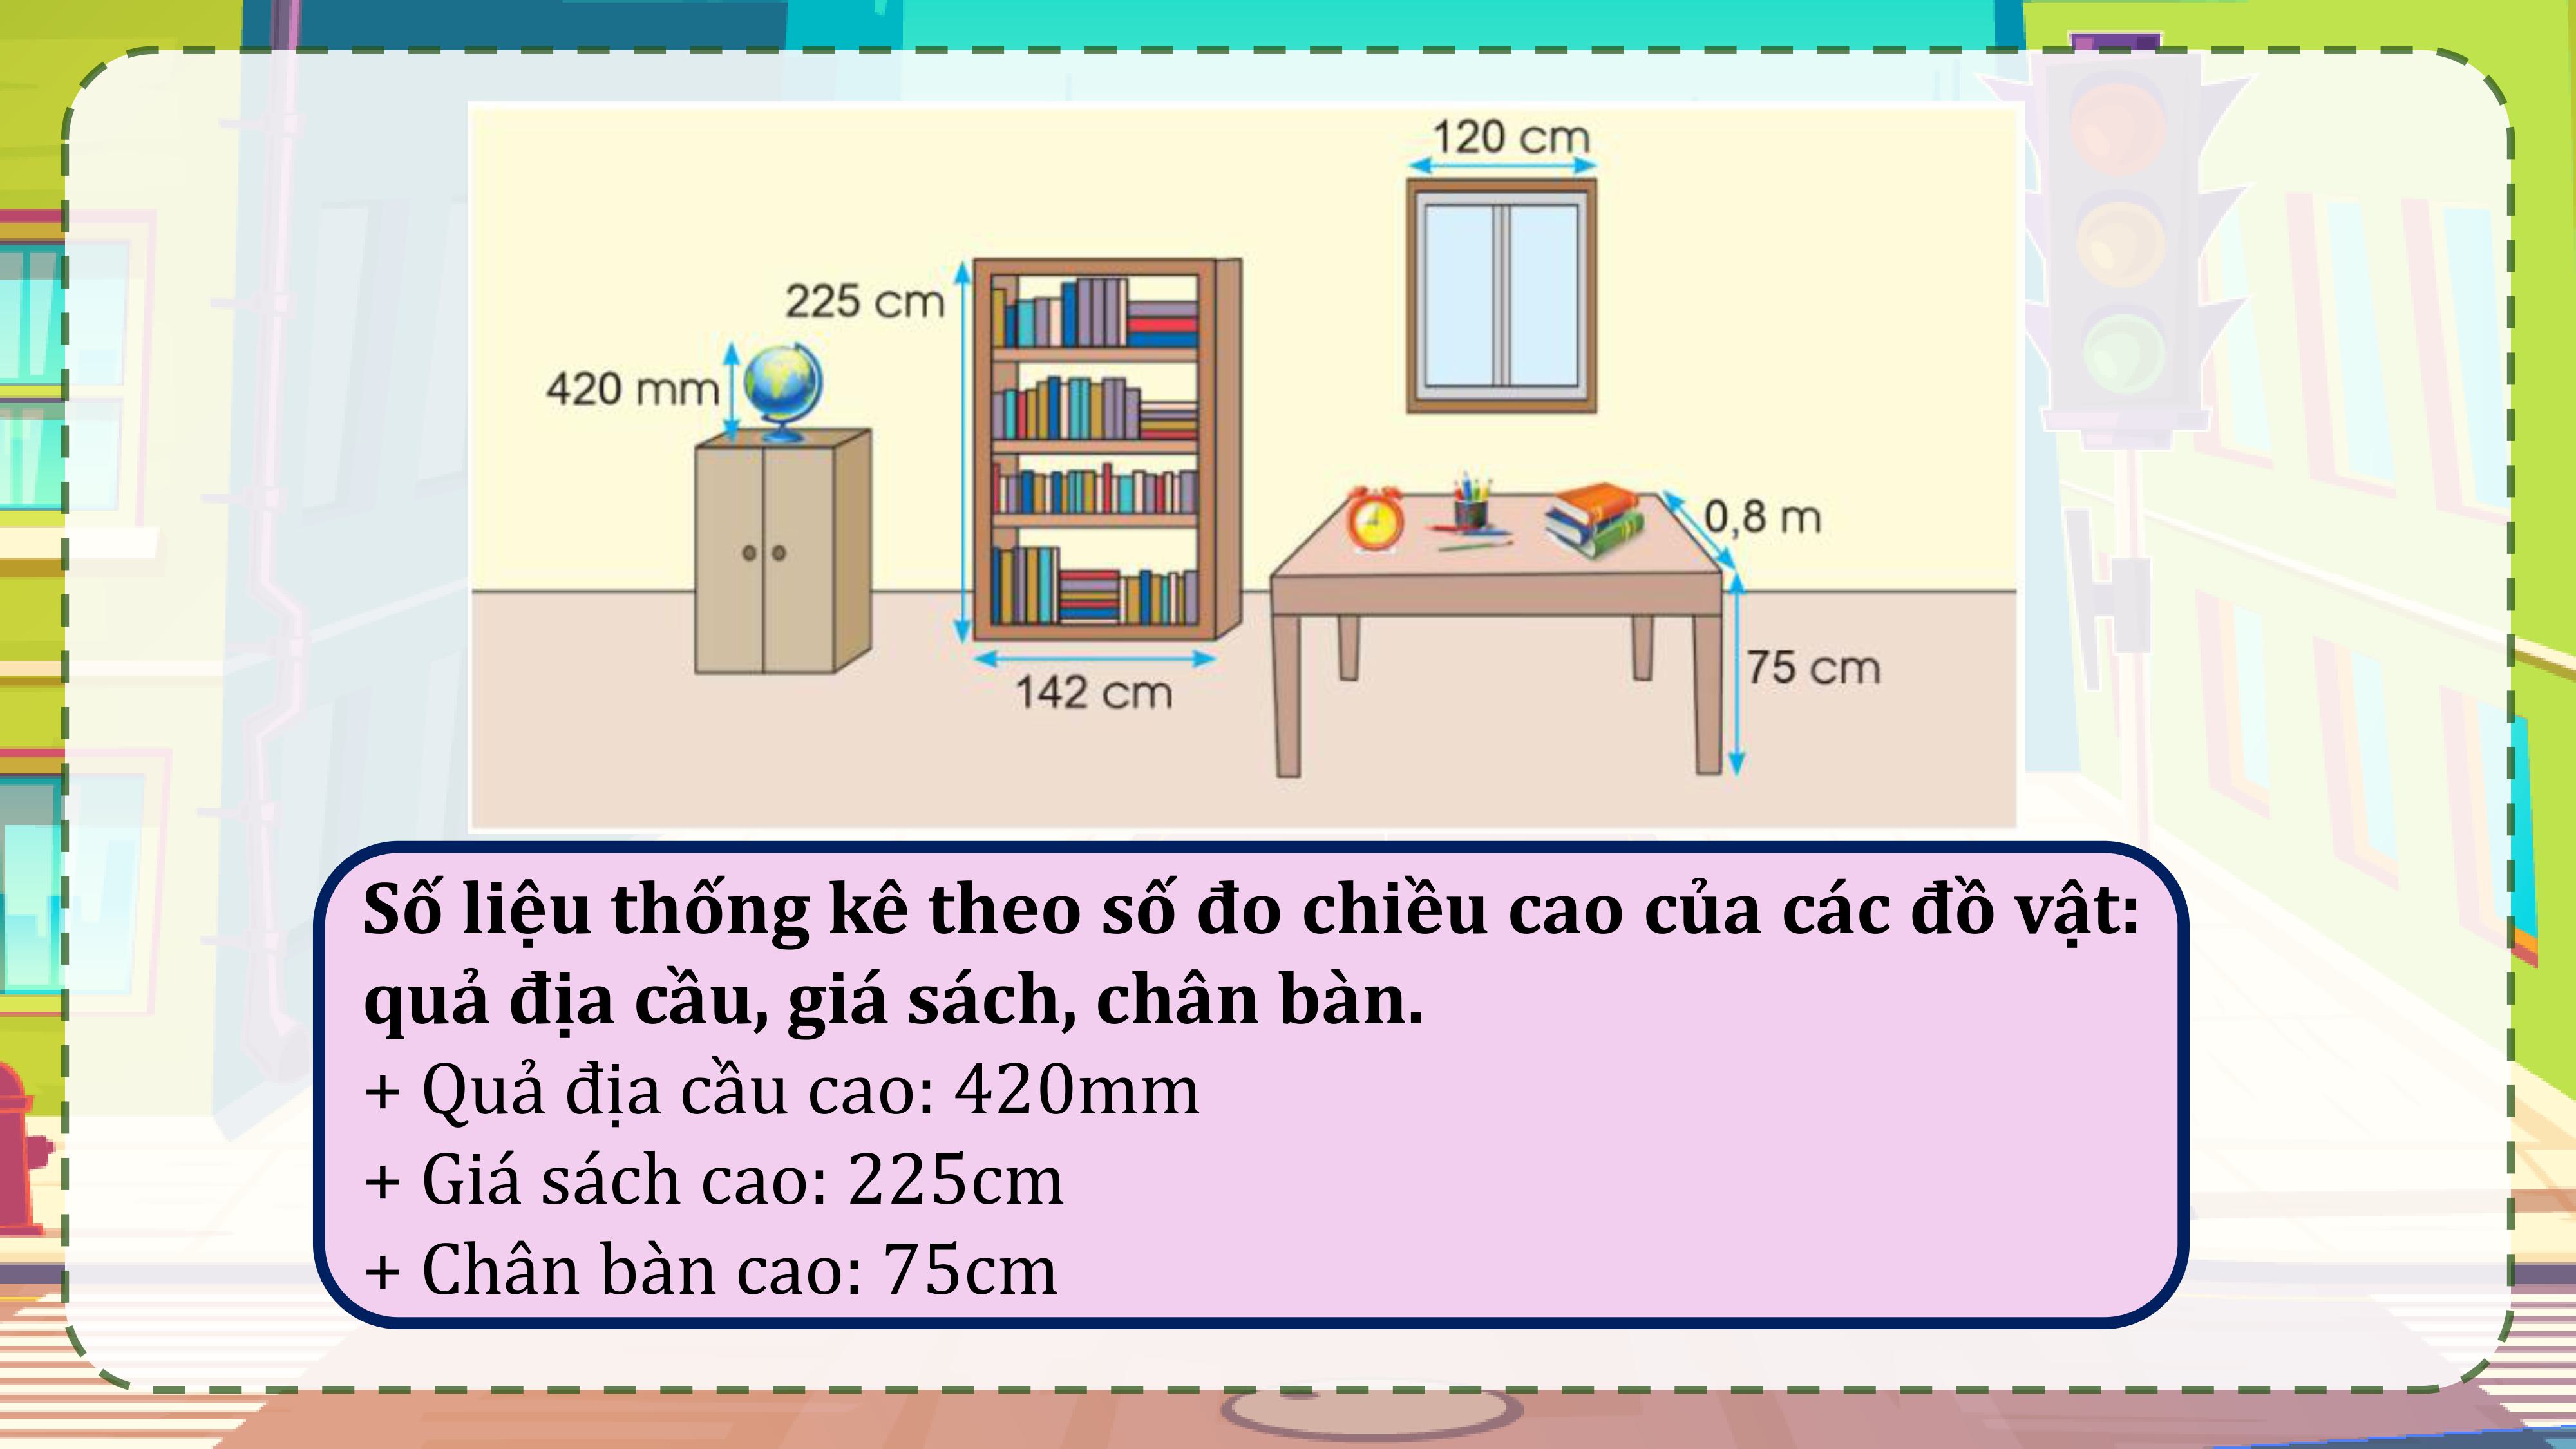 120 cm
225 cm
420 mm
0,8 m
75 cm
142 cm
Số liệu thống kê theo số đo chiều cao của các đồ vật:
quả địa cầu, giá sách, chân bàn.
+ Quả địa cầu cao: 420mm
+ Giá sách cao: 225cm
+ Chân bàn cao: 75cm